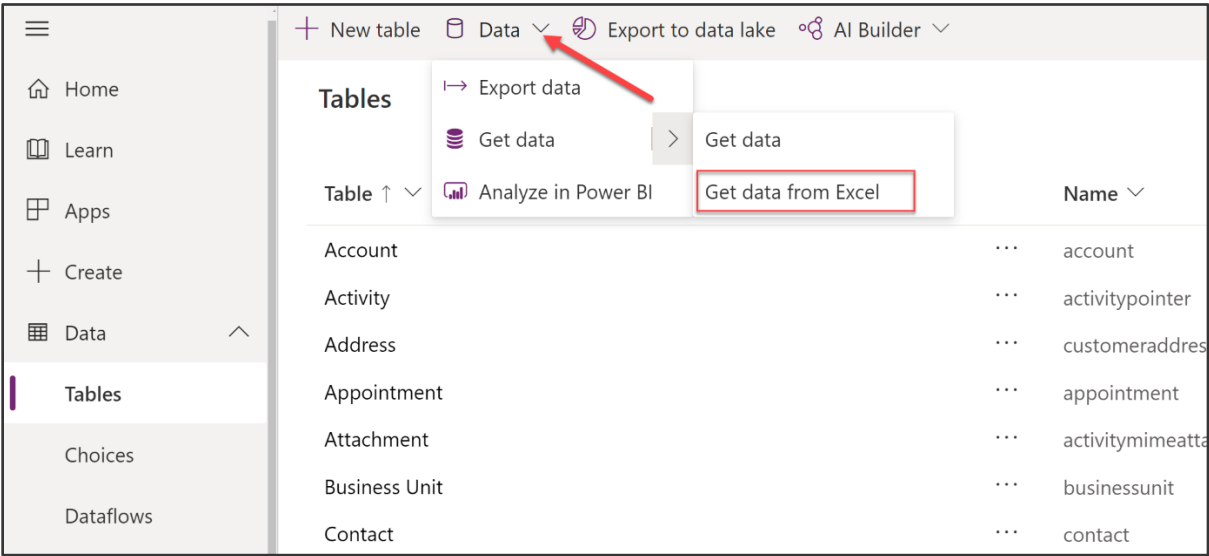 New table Data Export to data lake AI Builder
Home
Learn
Apps
Create
Data
Tables
Choices
Dataflows
Tables
Export data
Get data
Analyze in Power BI
Get data
Get data from Excel
Table ↑ Name
Account ... account
Activity ... activitypointer
Address ... customeraddres
Appointment ... appointment
Attachment ... activitymimeatta
Business Unit ... businessunit
Contact ... contact